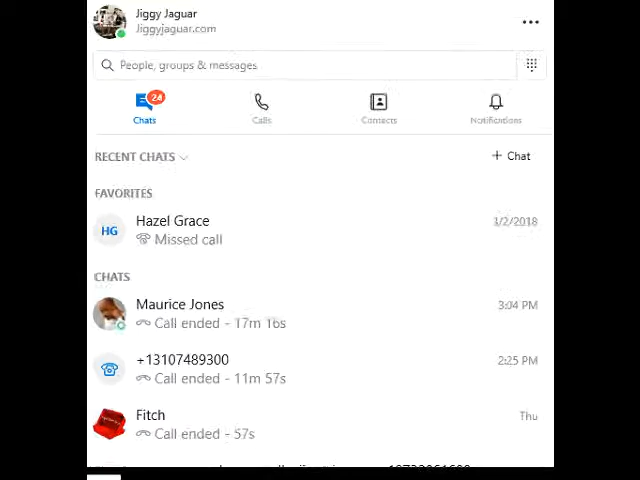 Jiggy Jaguar
Jiggyjaguar.com
People, groups & messages
24
Chats
Calls
Contacts
Notifications
RECENT CHATS
+ Chat
FAVORITES
HG
Hazel Grace
1/2/2018
Missed call
CHATS
Maurice Jones
3:04 PM
Call ended - 17m 16s
+13107489300
2:25 PM
Call ended - 11m 57s
Fitch
Thu
Call ended - 57s